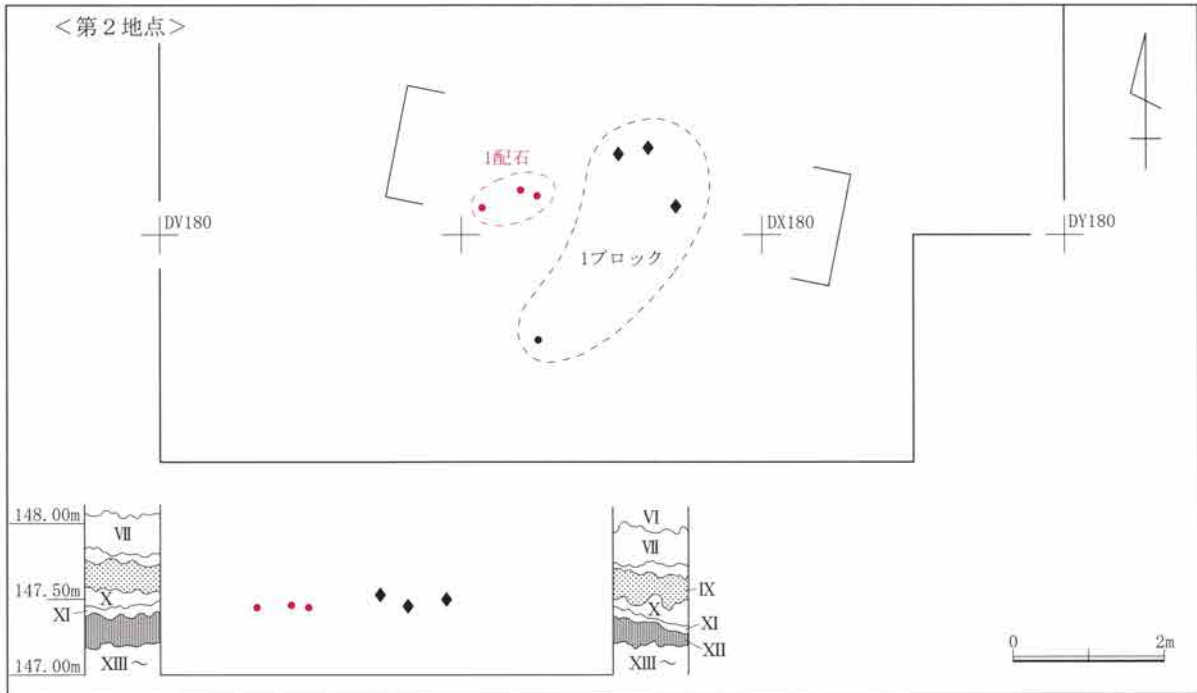 <第2地点>
1配石
DV180
DX180
DY180
1ブロック
148.00m
147.50m
147.00m
VII
X
XI
XIII～
VI
VII
IX
X
XI
XII
XIII～
0
2m